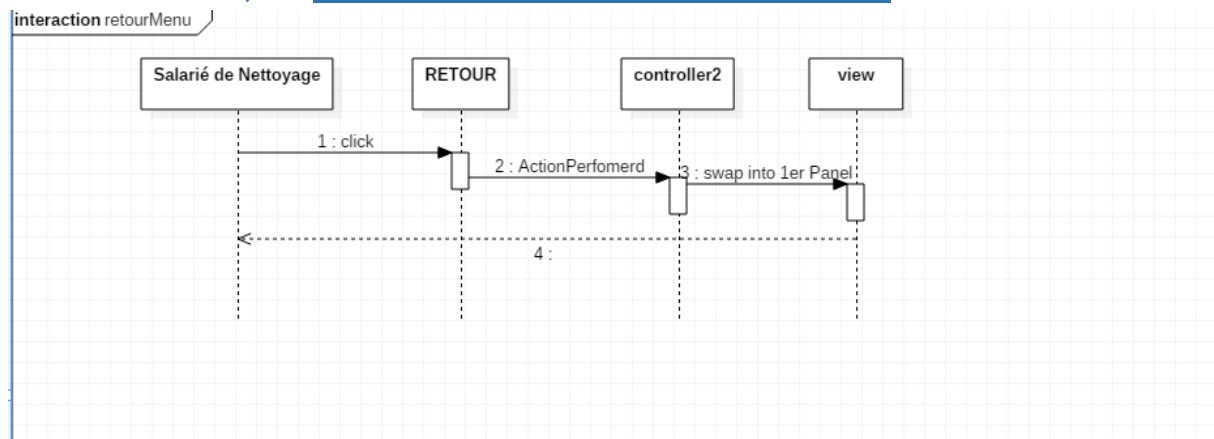 interaction retourMenu
Salarié de Nettoyage
RETOUR
controller2
view
1 : click
2 : ActionPerfomerd
3 : swap into 1er Panel
4 :